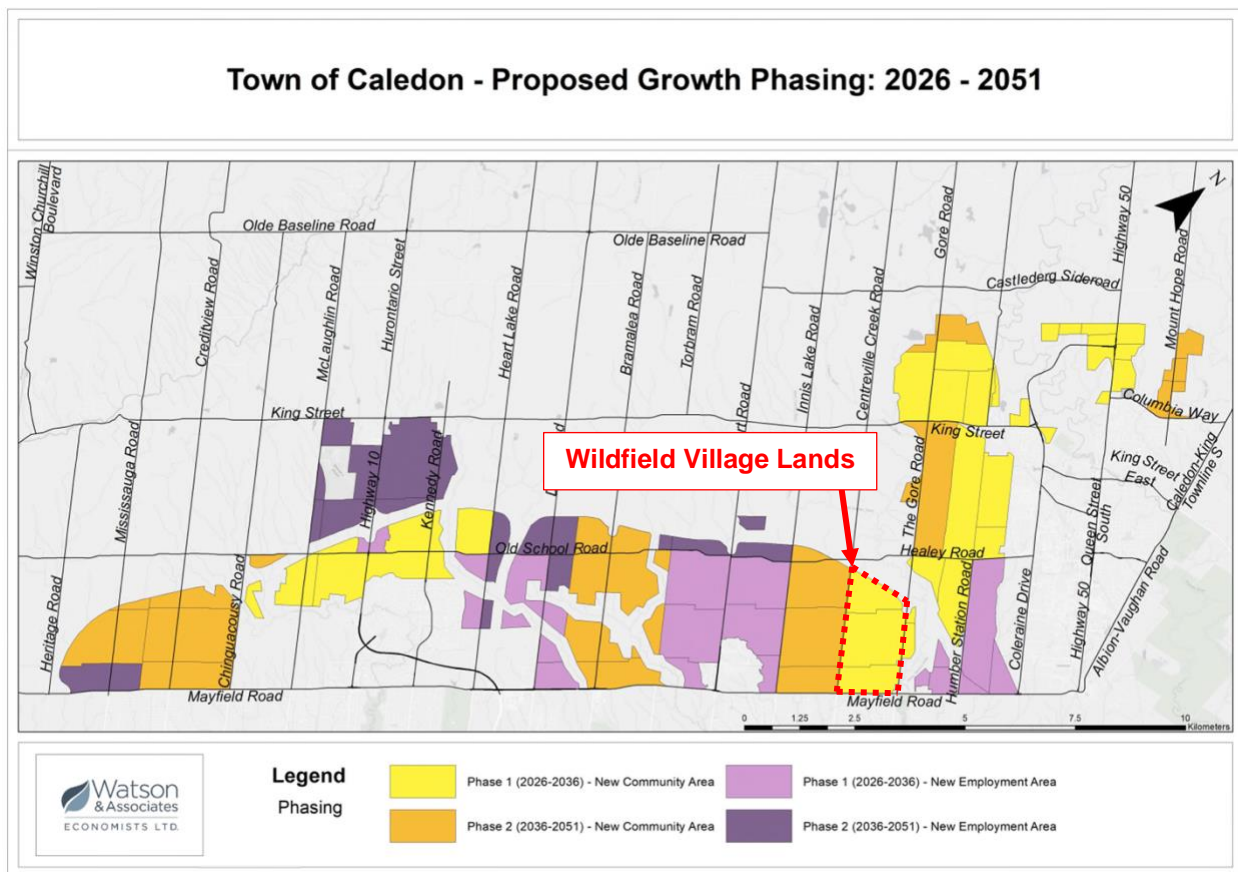 Town of Caledon - Proposed Growth Phasing: 2026 - 2051
N
Winston Churchill
Boulevard
Olde Baseline Road
Olde Baseline Road
Creditview Road
McLaughlin Road
Hurontario Street
Heart Lake Road
Bramalea Road
Torbram Road
Innis Lake Road
Centreville Creek Road
Gore Road
Castlederg Sideroad
Highway 50
Mount Hope Road
Mississauga Road
King Street
Highway 10
Kennedy Road
rt Road
King Street
Columbia Way
King Street
East
Caledon-King
Townline S
Wildfield Village Lands
Heritage Road
Chinguacousy Road
Old School Road
The Gore Road
Healey Road
Humber Station Road
Coleraine Drive
Queen Street
South
Highway 50
Albion-Vaughan Road
Mayfield Road
Mayfield Road
0 1.25 2.5 5 7.5 10
Kilometers
Watson
& Associates
ECONOMISTS LTD.
Legend
Phasing
Phase 1 (2026-2036) - New Community Area
Phase 1 (2026-2036) - New Employment Area
Phase 2 (2036-2051) - New Community Area
Phase 2 (2036-2051) - New Employment Area